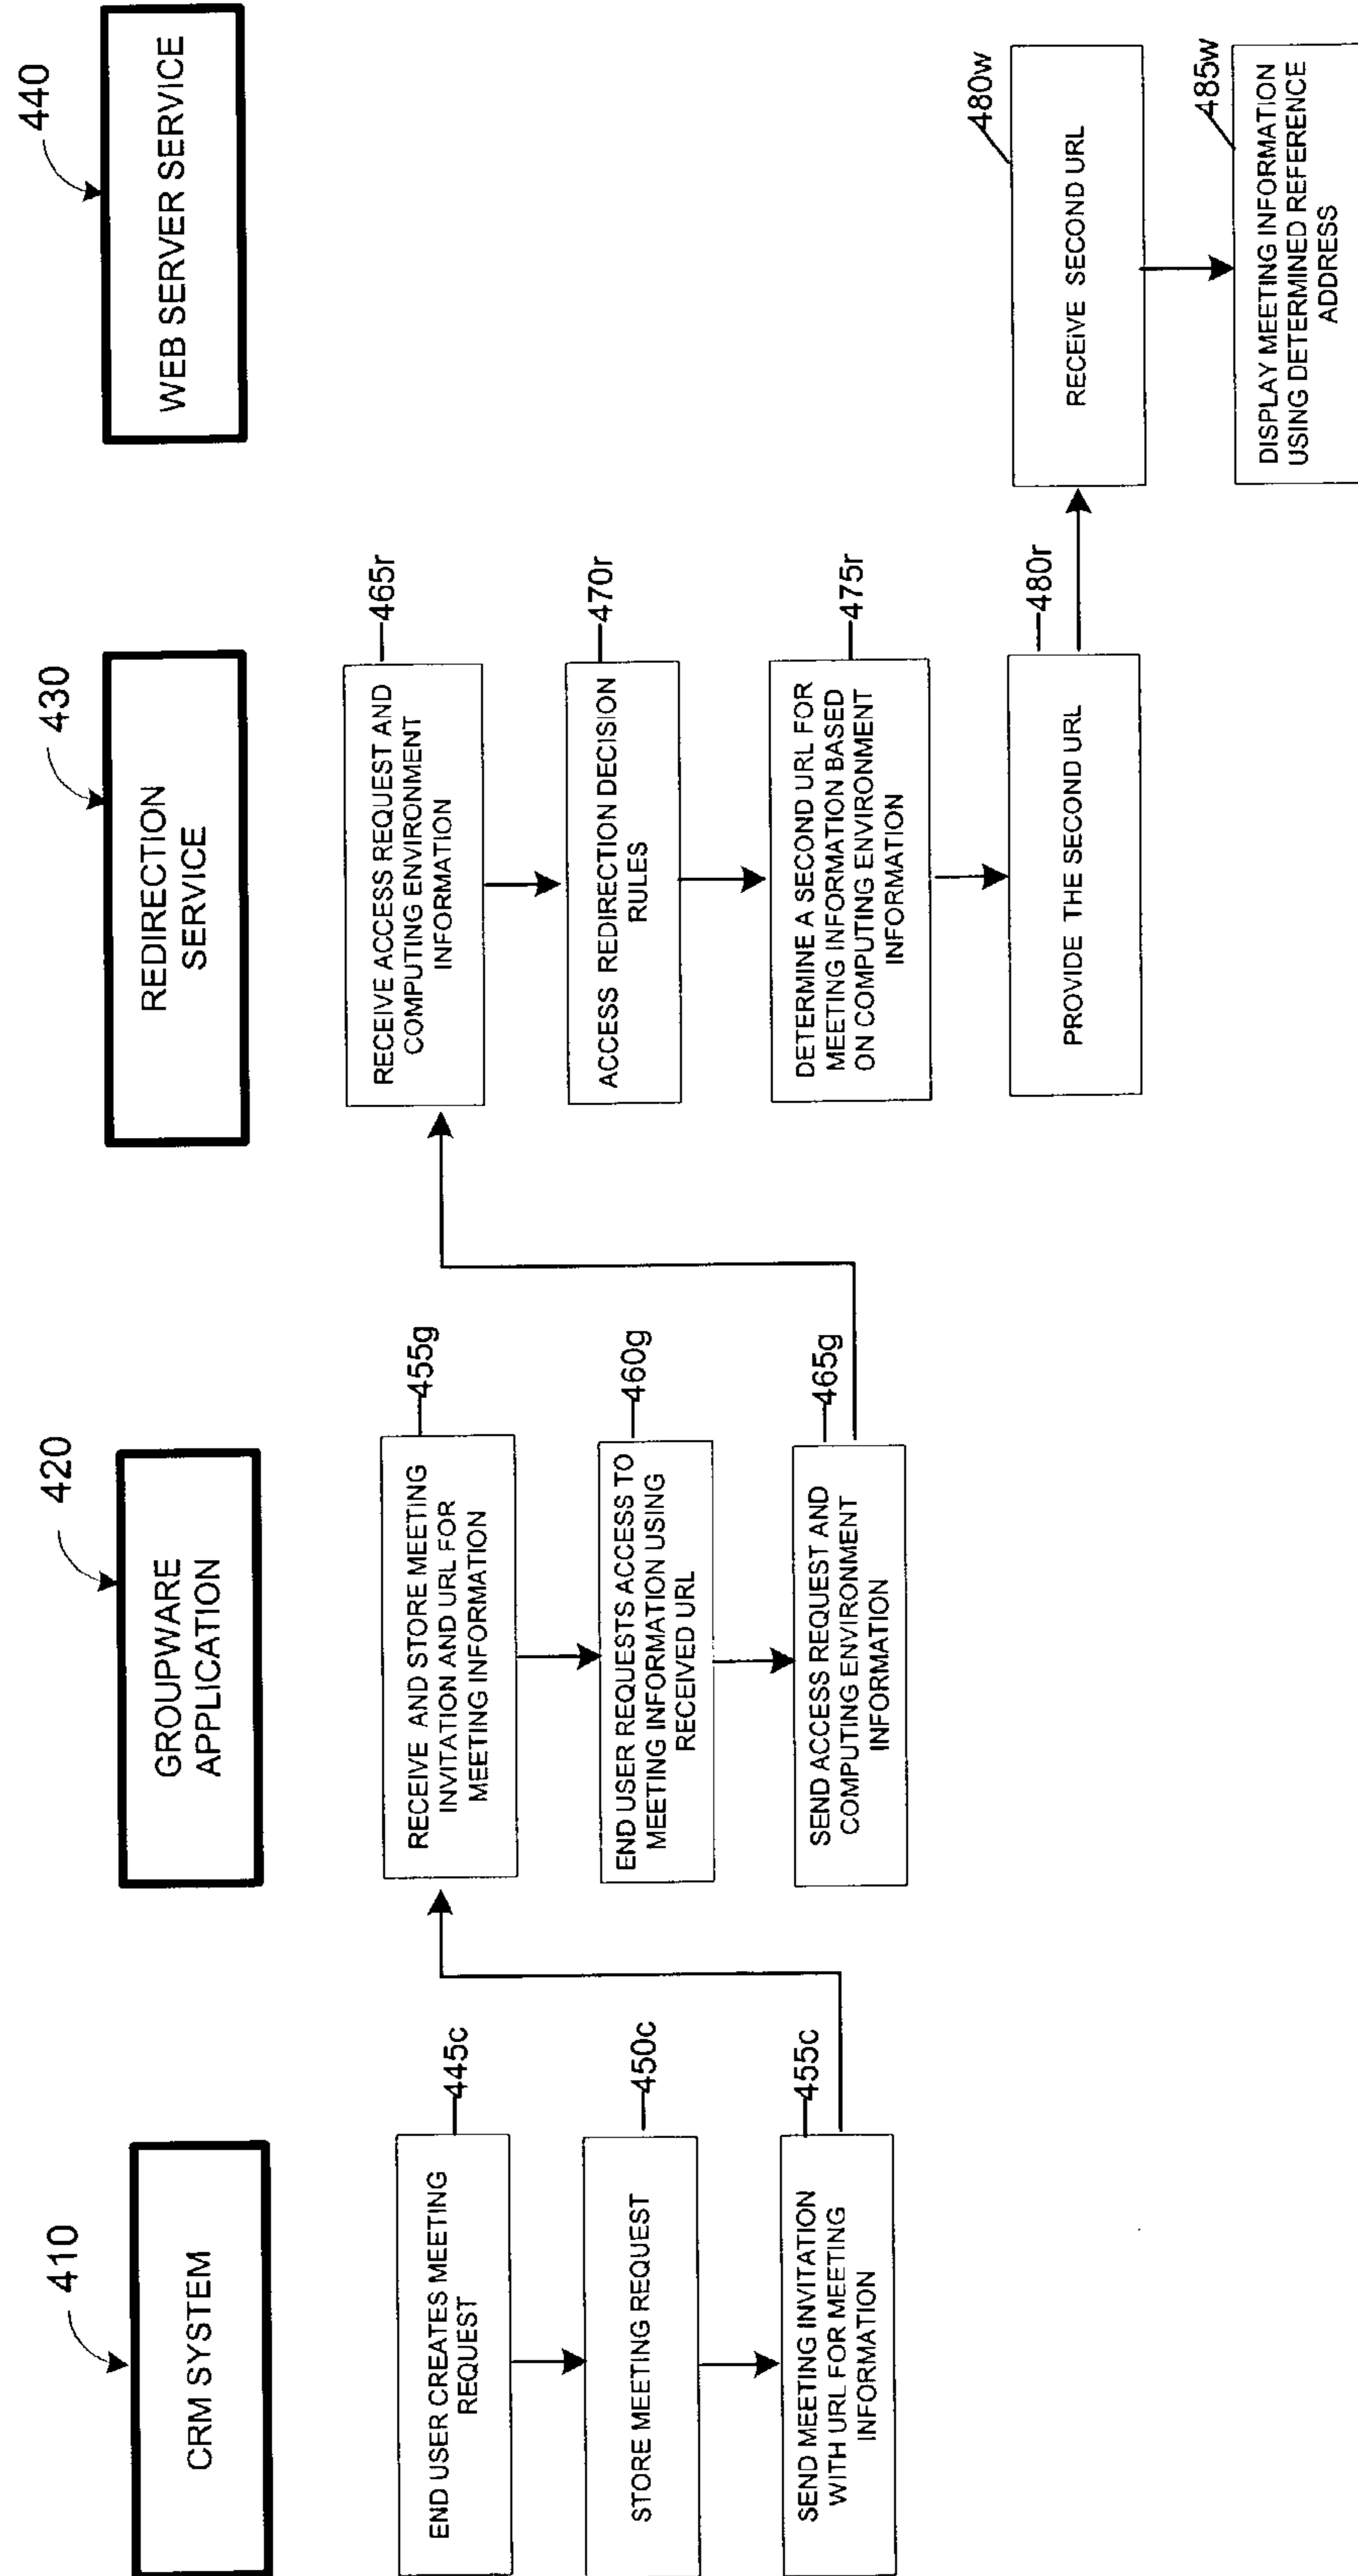 410
CRM SYSTEM
445c
END USER CREATES MEETING
REQUEST
450c
STORE MEETING REQUEST
455c
SEND MEETING INVITATION
WITH URL FOR MEETING
INFORMATION
420
GROUPWARE
APPLICATION
455g
RECEIVE AND STORE MEETING
INVITATION AND URL FOR
MEETING INFORMATION
460g
END USER REQUESTS ACCESS TO
MEETING INFORMATION USING
RECEIVED URL
465g
SEND ACCESS REQUEST AND
COMPUTING ENVIRONMENT
INFORMATION
430
REDIRECTION
SERVICE
465r
RECEIVE ACCESS REQUEST AND
COMPUTING ENVIRONMENT
INFORMATION
470r
ACCESS REDIRECTION DECISION
RULES
475r
DETERMINE A SECOND URL FOR
MEETING INFORMATION BASED
ON COMPUTING ENVIRONMENT
INFORMATION
480r
PROVIDE THE SECOND URL
440
WEB SERVER SERVICE
480w
RECEIVE SECOND URL
485w
DISPLAY MEETING INFORMATION
USING DETERMINED REFERENCE
ADDRESS